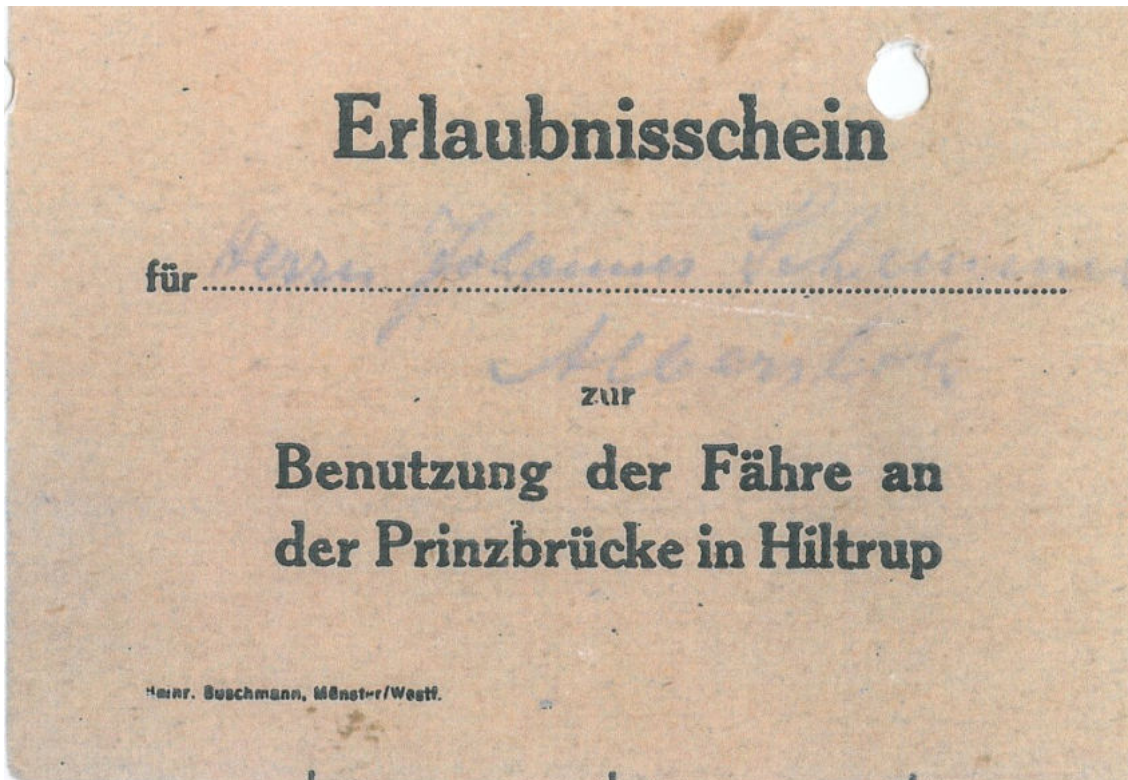 Erlaubnisschein
für Herrn Johannes
Albersloh
zur
Benutzung der Fähre an
der Prinzbrücke in Hiltrup
Heinr. Buschmann, Münster/Westf.